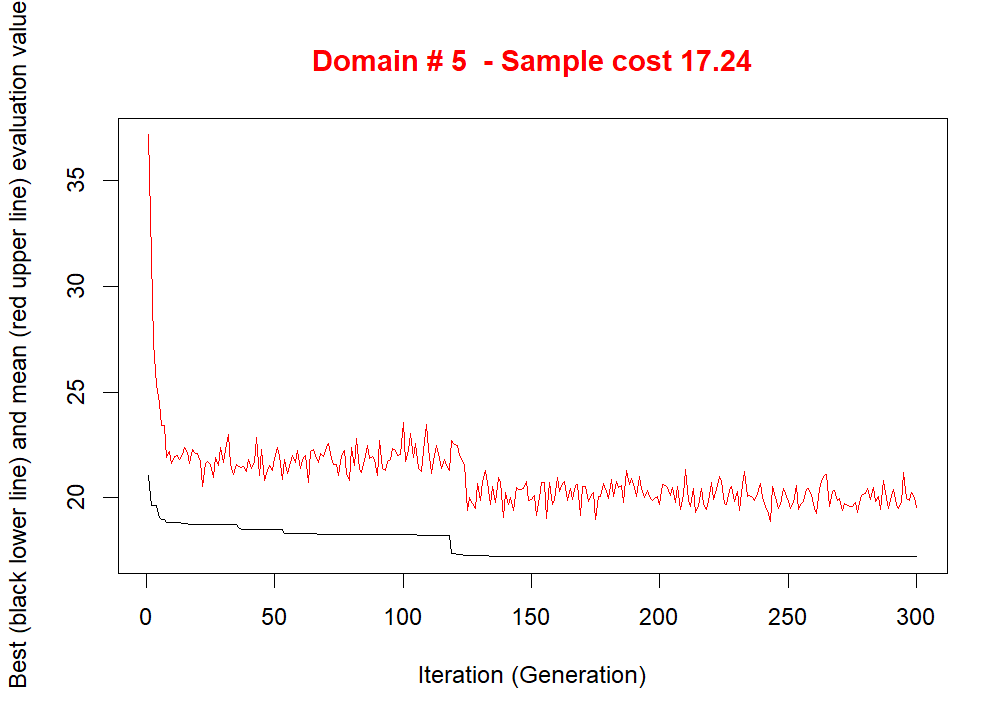 Domain # 5  - Sample cost 17.24
Best (black lower line) and mean (red upper line) evaluation value
35
30
25
20
0 50 100 150 200 250 300
Iteration (Generation)